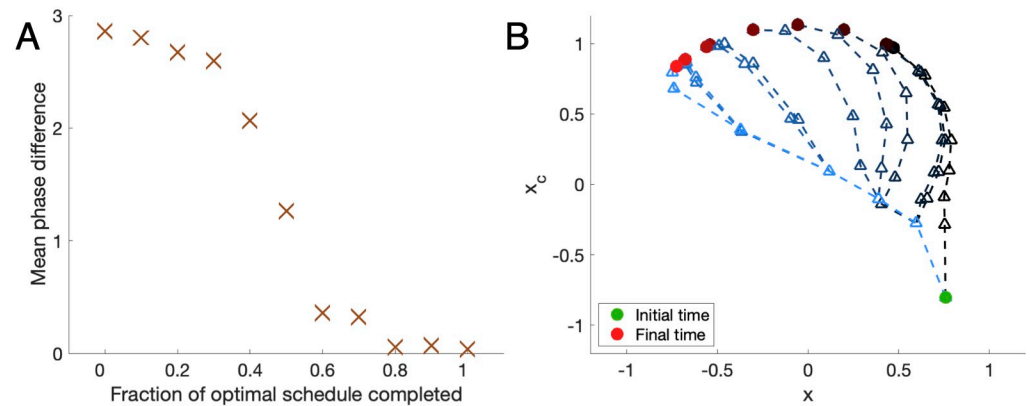 A
3
2
1
0
Mean phase difference
0
0.2
0.4
0.6
0.8
1
Fraction of optimal schedule completed
B
1
0.5
0
-0.5
-1
x_c
-1
-0.5
0
0.5
1
x
Initial time
Final time